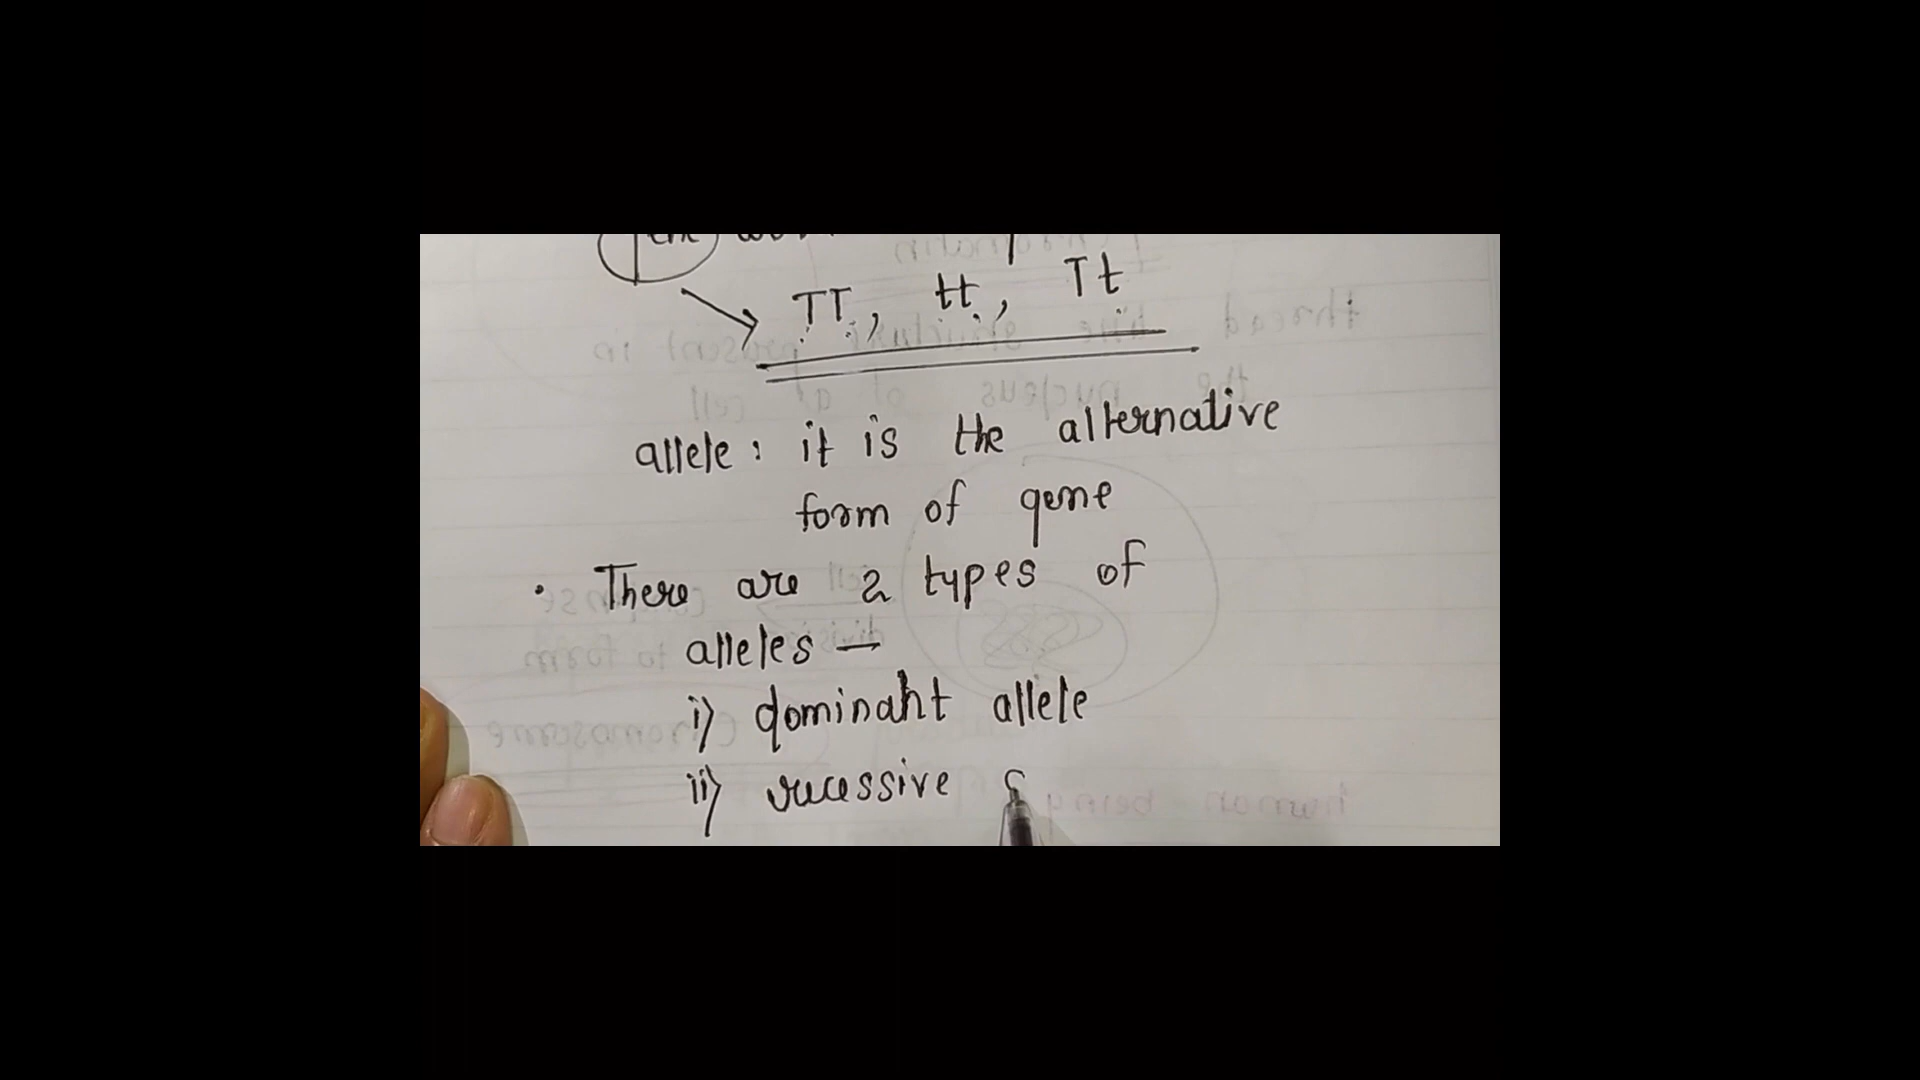 TT, tt, Tt
allele: it is the alternative
form of gene
• There are 2 types of
alleles —
i) dominant allele
ii) recessive a